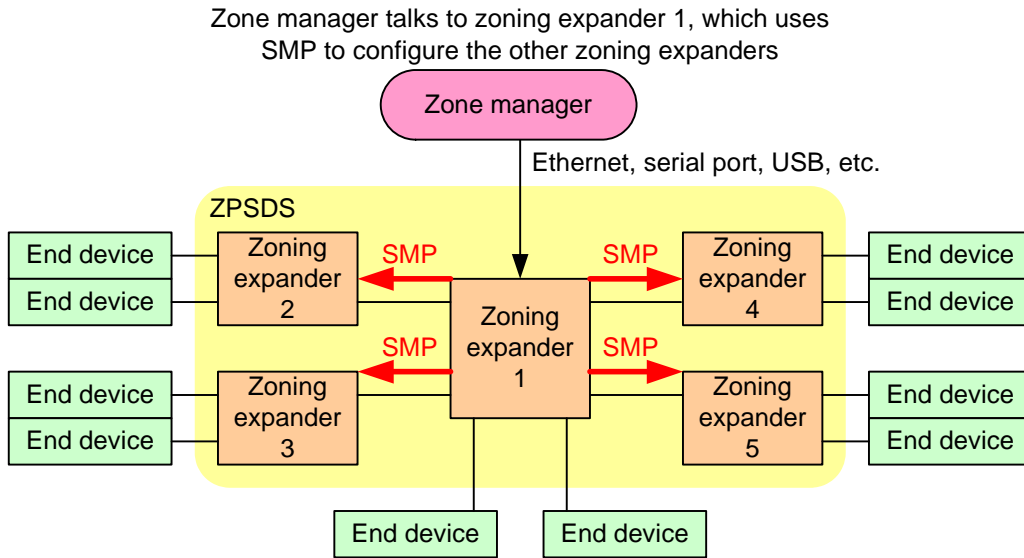 Zone manager talks to zoning expander 1, which uses
SMP to configure the other zoning expanders
Zone manager
Ethernet, serial port, USB, etc.
ZPSDS
End device
End device
Zoning
expander
2
SMP
SMP
Zoning
expander
4
End device
End device
Zoning
expander
1
End device
End device
Zoning
expander
3
SMP
SMP
Zoning
expander
5
End device
End device
End device
End device